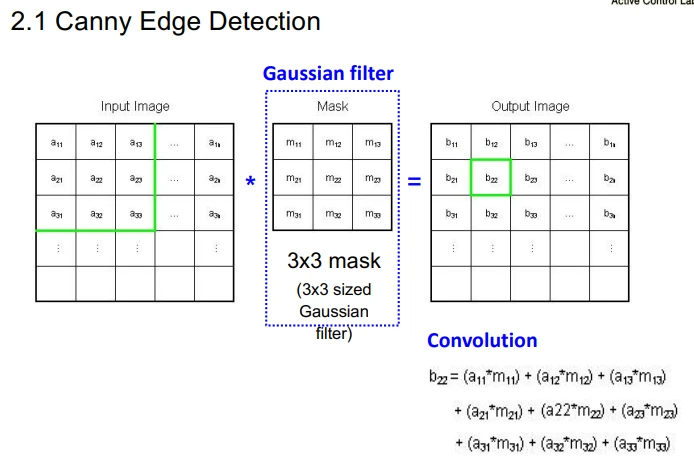 Active Control Lab
2.1 Canny Edge Detection
Gaussian filter
Input Image
Mask
Output Image
a₁₁ a₁₂ a₁₃ ... a₁ₙ
a₂₁ a₂₂ a₂₃ ... a₂ₙ
a₃₁ a₃₂ a₃₃ ... a₃ₙ
⋮ ⋮ ⋮ ⋮
*
m₁₁ m₁₂ m₁₃
m₂₁ m₂₂ m₂₃
m₃₁ m₃₂ m₃₃
=
b₁₁ b₁₂ b₁₃ ... b₁ₙ
b₂₁ b₂₂ b₂₃ ... b₂ₙ
b₃₁ b₃₂ b₃₃ ... b₃ₙ
⋮ ⋮ ⋮ ⋮
3x3 mask
(3x3 sized
Gaussian
filter)
Convolution
b₂₂= (a₁₁*m₁₁) + (a₁₂*m₁₂) + (a₁₃*m₁₃)
+ (a₂₁*m₂₁) + (a22*m₂₂) + (a₂₃*m₂₃)
+ (a₃₁*m₃₁) + (a₃₂*m₃₂) + (a₃₃*m₃₃)